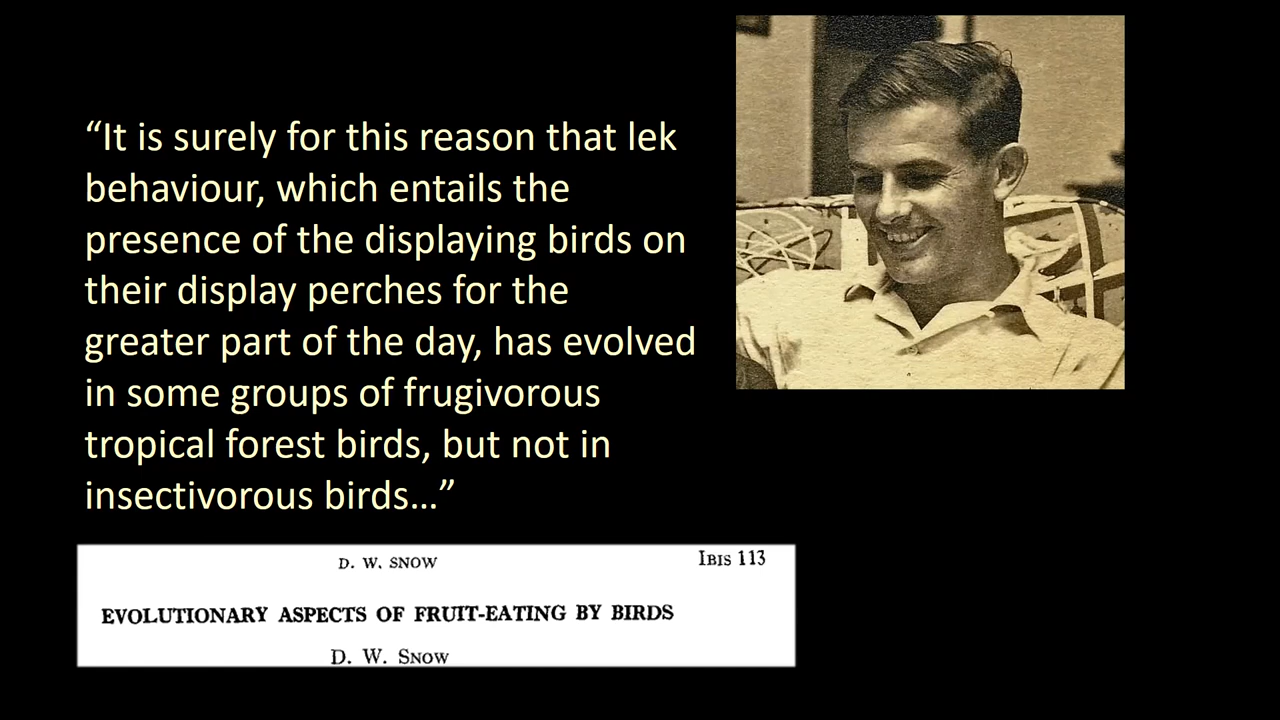 “It is surely for this reason that lek
behaviour, which entails the
presence of the displaying birds on
their display perches for the
greater part of the day, has evolved
in some groups of frugivorous
tropical forest birds, but not in
insectivorous birds…”
D. W. SNOW
IBIS 113
EVOLUTIONARY ASPECTS OF FRUIT-EATING BY BIRDS
D. W. SNOW